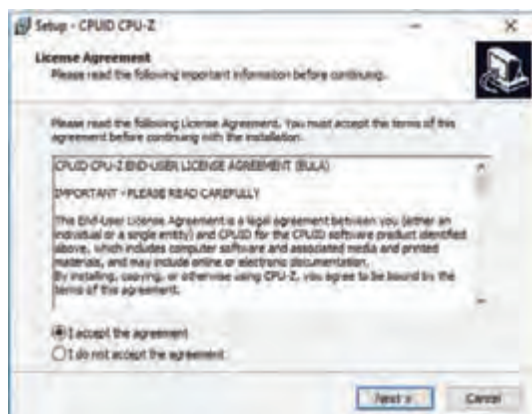 Setup - CPUID CPU-Z
License Agreement
Please read the following important information before continuing.
Please read the following License Agreement. You must accept the terms of this
agreement before continuing with the installation.
CPUID CPU-Z END-USER LICENSE AGREEMENT (EULA)
IMPORTANT - PLEASE READ CAREFULLY
The End-User License Agreement is a legal agreement between you (either an
individual or a single entity) and CPUID for the CPUID software product identified
above, which includes computer software and associated media and printed
materials, and may include online or electronic documentation.
By installing, copying, or otherwise using CPU-Z, you agree to be bound by the
terms of this agreement.
I accept the agreement
I do not accept the agreement
Next >
Cancel